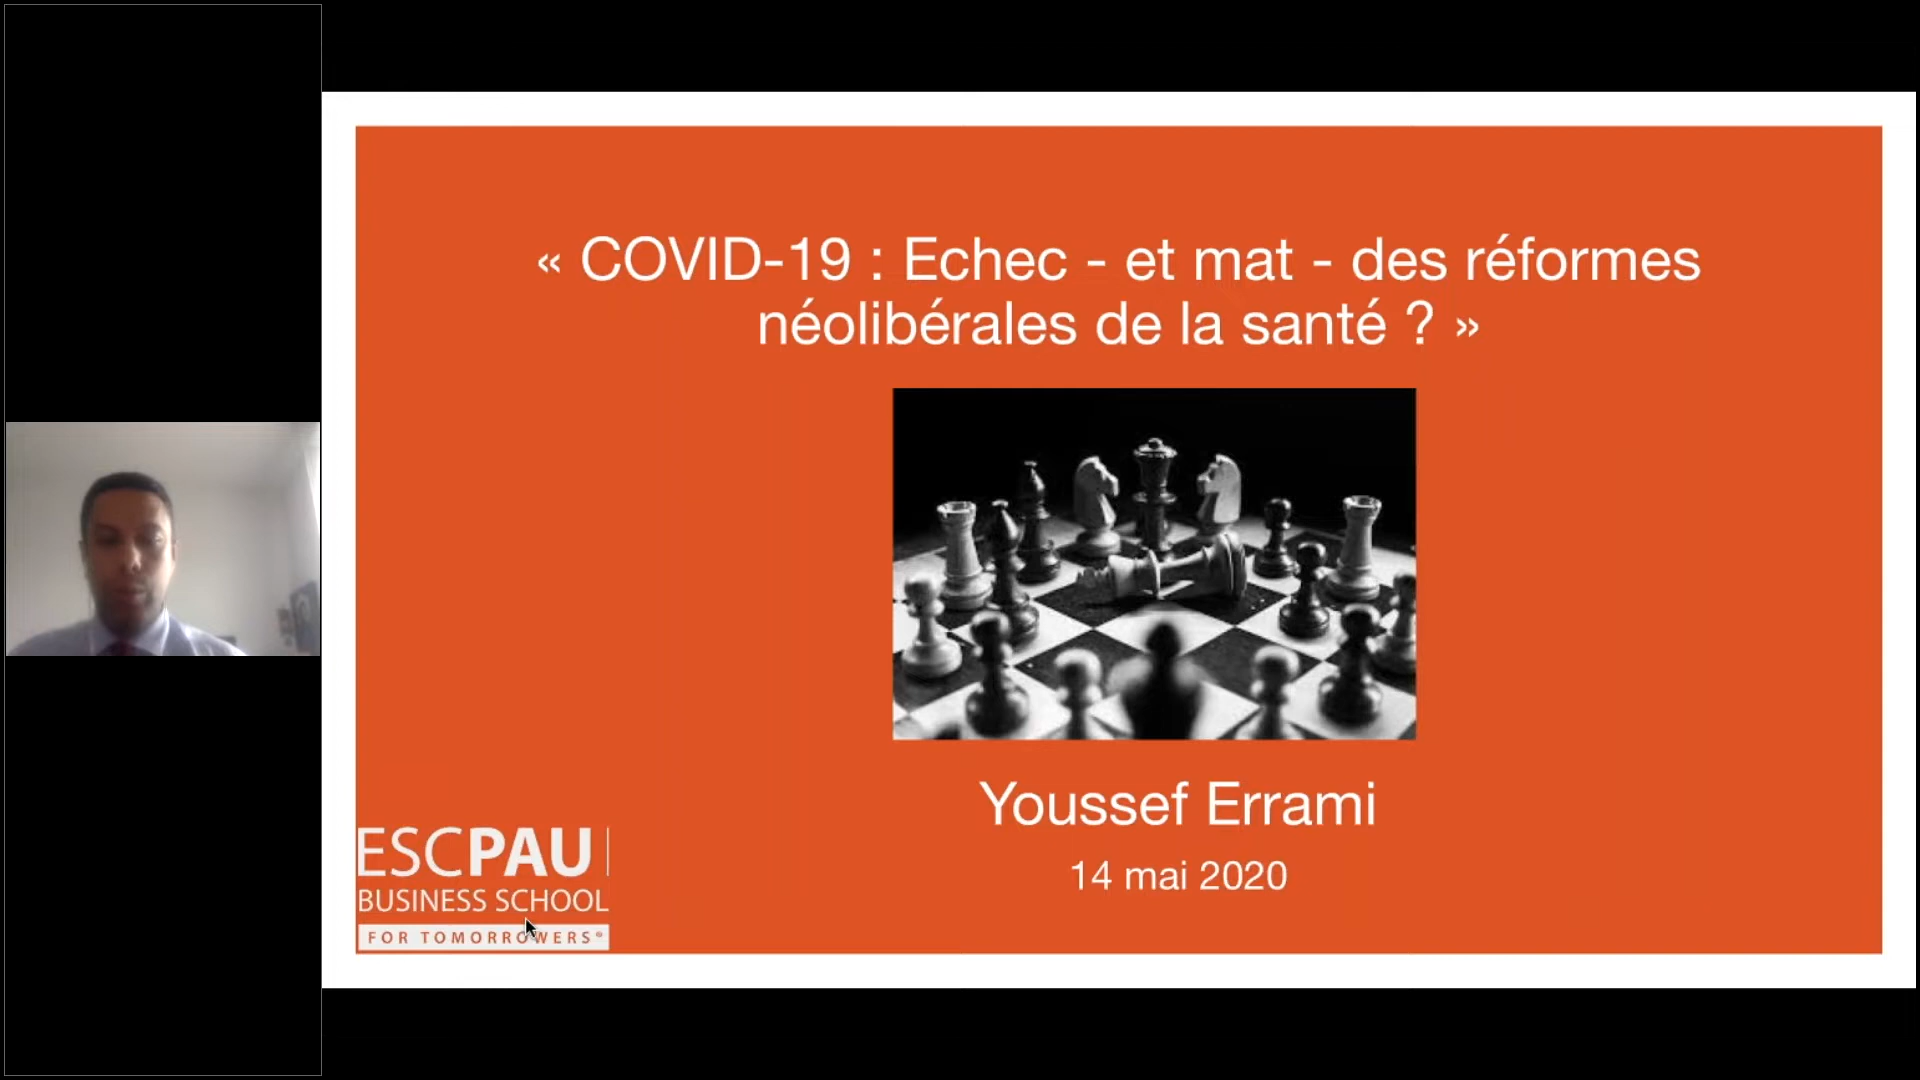 « COVID-19 : Echec - et mat - des réformes
néolibérales de la santé ? »
Youssef Errami
14 mai 2020
ESCPAU
BUSINESS SCHOOL
FOR TOMORROWERS®